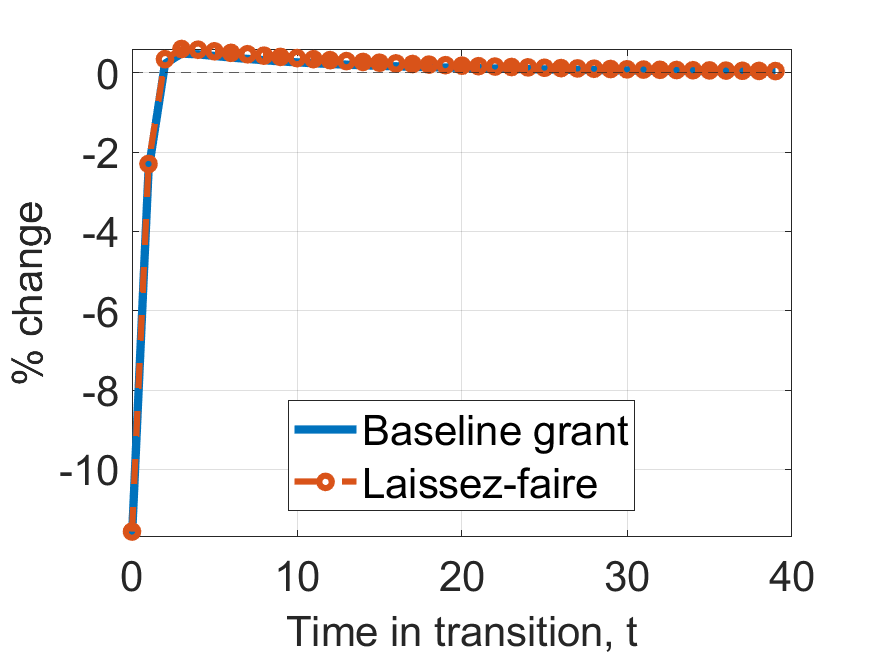 0
-2
-4
-6
-8
-10
% change
Baseline grant
Laissez-faire
0 10 20 30 40
Time in transition, t